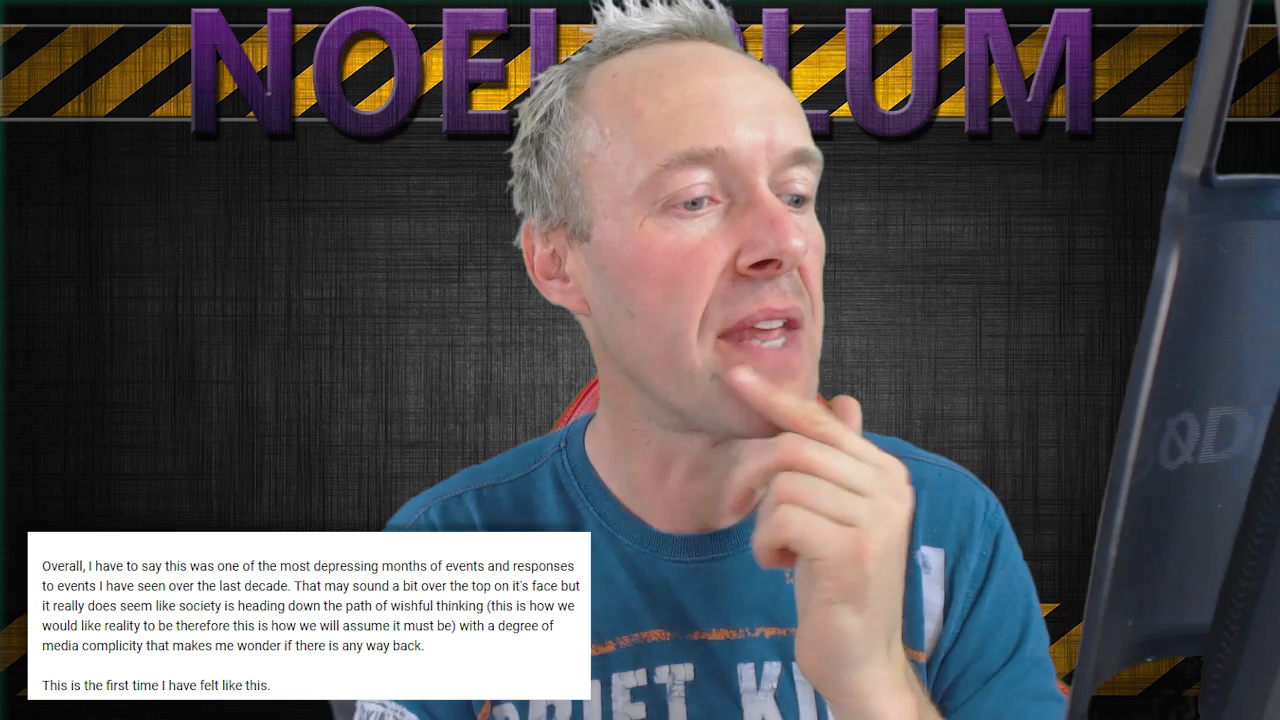 NOEL LUM
&D
Overall, I have to say this was one of the most depressing months of events and responses
to events I have seen over the last decade. That may sound a bit over the top on it's face but
it really does seem like society is heading down the path of wishful thinking (this is how we
would like reality to be therefore this is how we will assume it must be) with a degree of
media complicity that makes me wonder if there is any way back.
This is the first time I have felt like this.